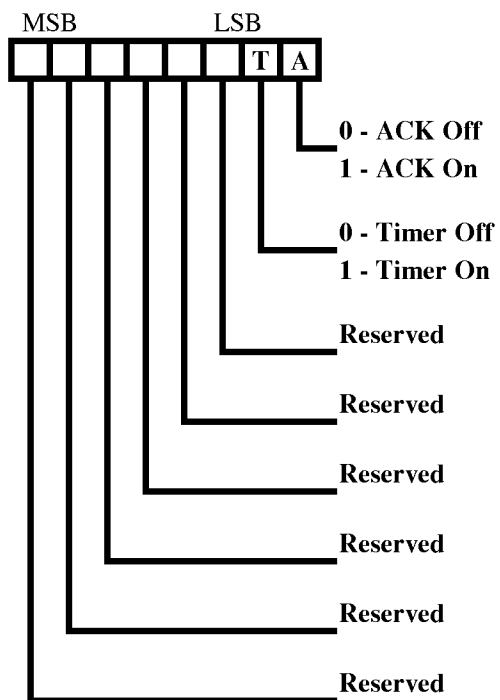 MSB LSB
T A
0 - ACK Off
1 - ACK On
0 - Timer Off
1 - Timer On
Reserved
Reserved
Reserved
Reserved
Reserved
Reserved